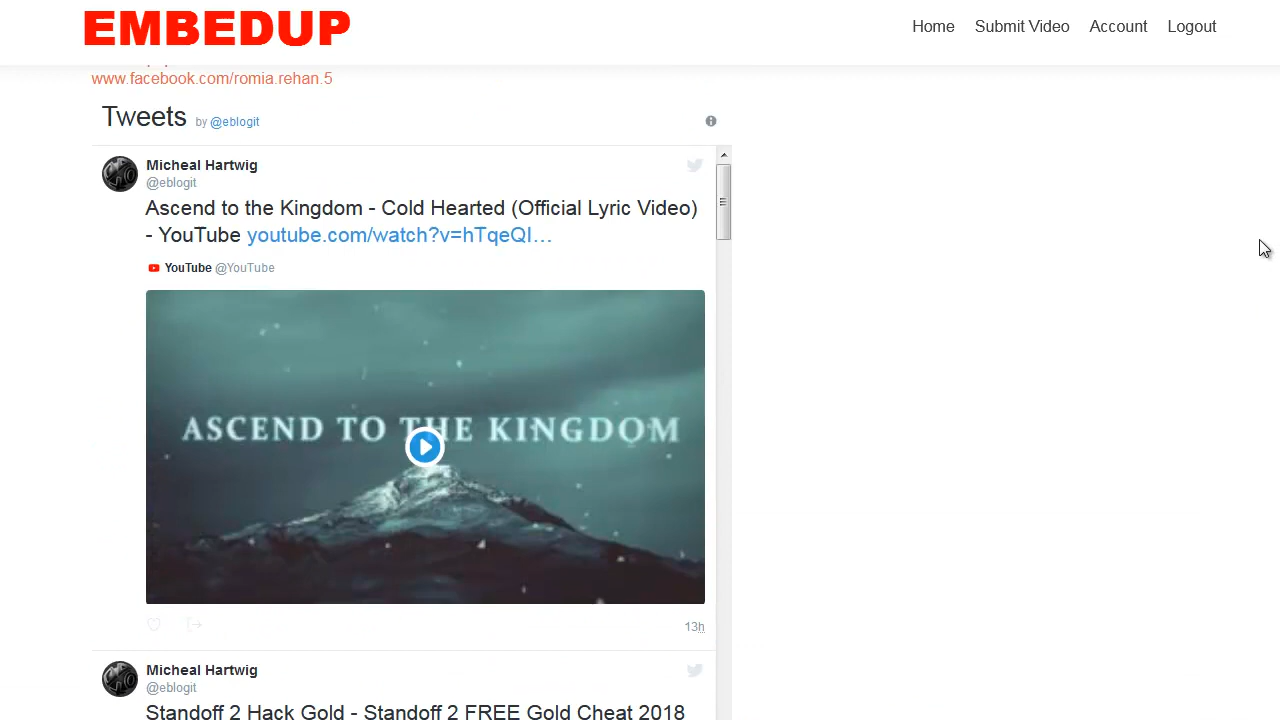 EMBEDUP
Home Submit Video Account Logout
www.facebook.com/romia.rehan.5
Tweets by @eblogit
Micheal Hartwig
@eblogit
Ascend to the Kingdom - Cold Hearted (Official Lyric Video)
- YouTube youtube.com/watch?v=hTqeQI…
YouTube @YouTube
ASCEND TO THE KINGDOM
13h
Micheal Hartwig
@eblogit
Standoff 2 Hack Gold - Standoff 2 FREE Gold Cheat 2018